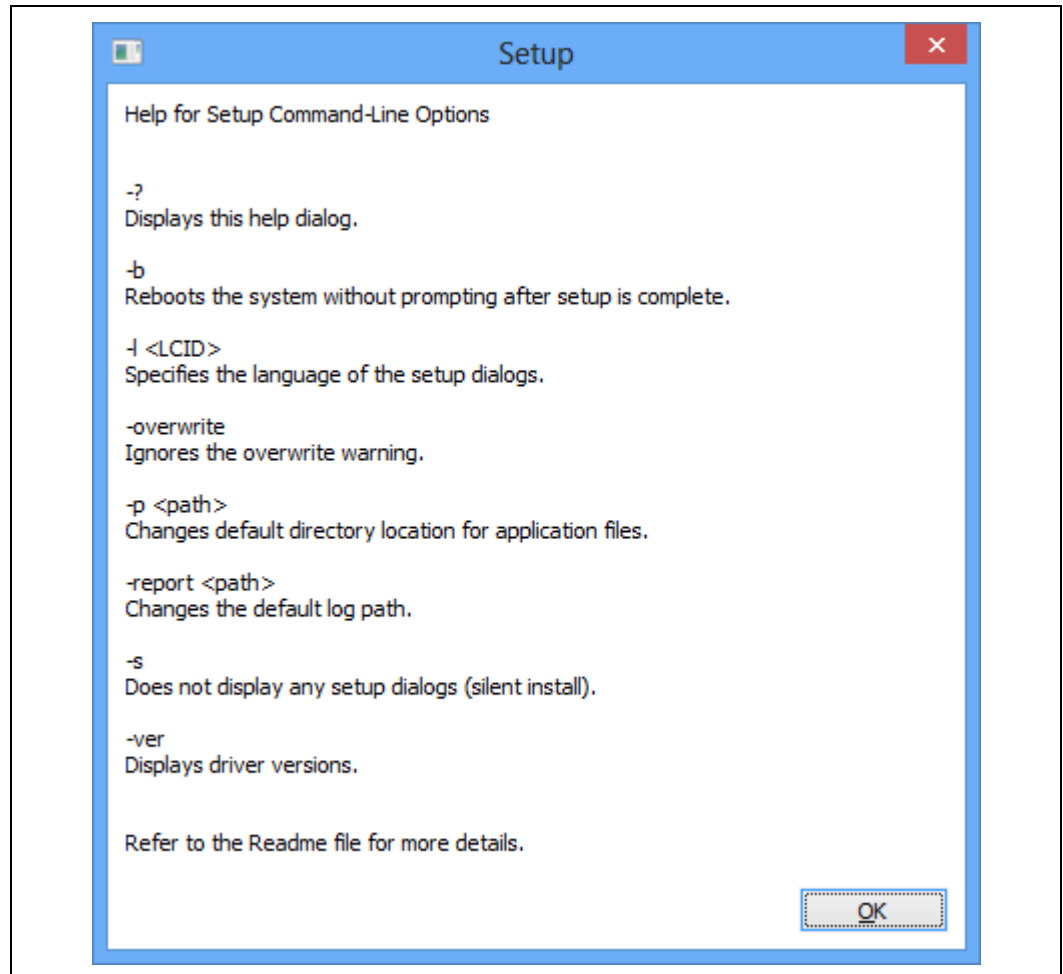 Setup
Help for Setup Command-Line Options
-?
Displays this help dialog.
-b
Reboots the system without prompting after setup is complete.
-l <LCID>
Specifies the language of the setup dialogs.
-overwrite
Ignores the overwrite warning.
-p <path>
Changes default directory location for application files.
-report <path>
Changes the default log path.
-s
Does not display any setup dialogs (silent install).
-ver
Displays driver versions.
Refer to the Readme file for more details.
OK